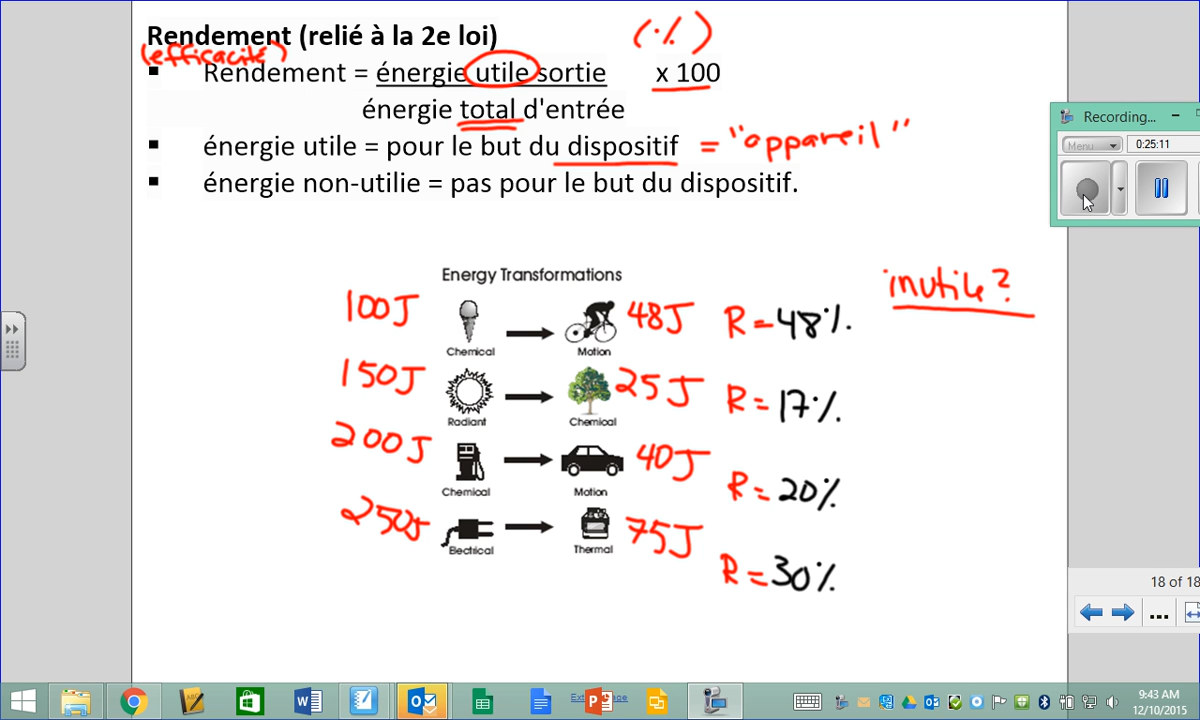 Rendement (relié à la 2e loi) (%)
(efficacité)
▪ Rendement = énergie utile sortie x 100
énergie total d'entrée
▪ énergie utile = pour le but du dispositif = "appareil"
▪ énergie non-utilie = pas pour le but du dispositif.
Recording...
Menu 0:25:11
Energy Transformations
inutile?
100J 48J R = 48%
Chemical Motion
150J 25J R = 17%
Radiant Chemical
200J 40J R = 20%
Chemical Motion
250J 75J R = 30%
Electrical Thermal
18 of 18
...
9:43 AM
12/10/2015